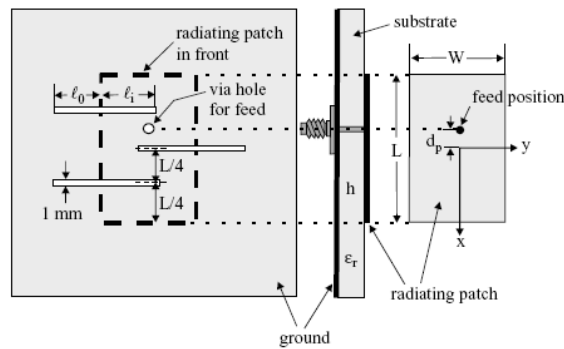 radiating patch
in front
ℓ₀
ℓᵢ
via hole
for feed
L/4
L/4
1 mm
substrate
h
εᵣ
ground
W
feed position
L
dₚ
y
x
radiating patch